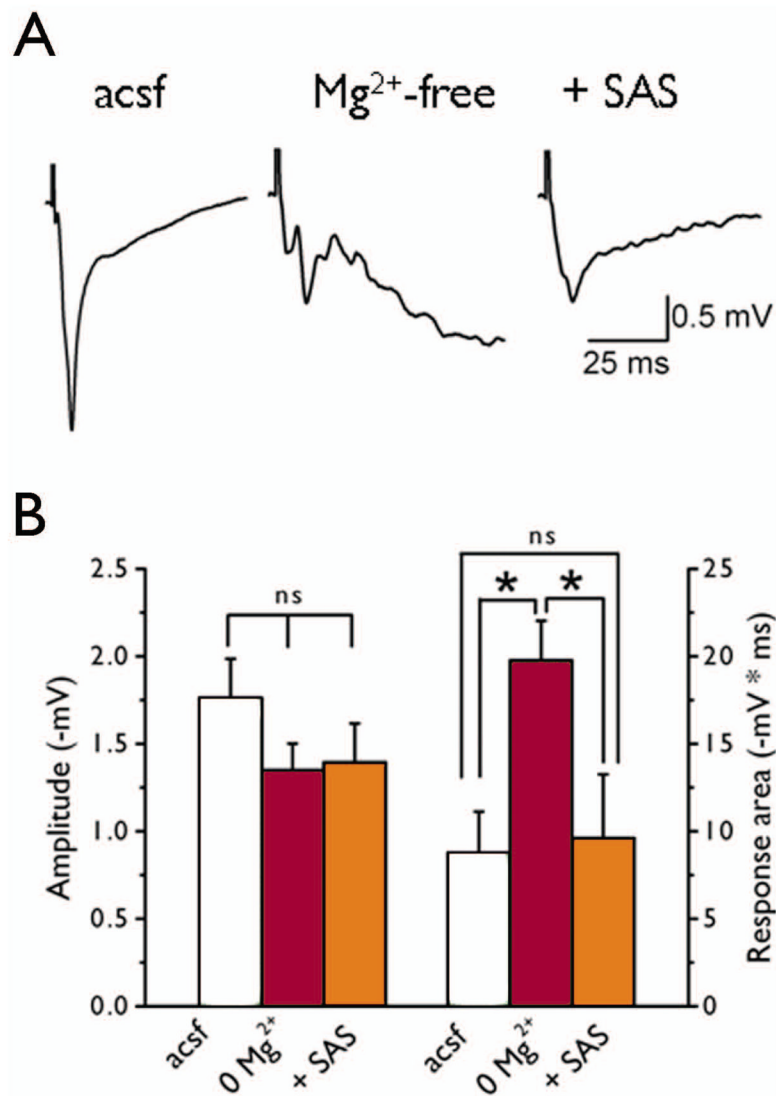 A
acsf
Mg²⁺-free
+ SAS
0.5 mV
25 ms
B
ns
ns
* *
2.5
2.0
1.5
1.0
0.5
0.0
Amplitude (-mV)
25
20
15
10
5
0
Response area (-mV * ms)
acsf
0 Mg²⁺
+ SAS
acsf
0 Mg²⁺
+ SAS